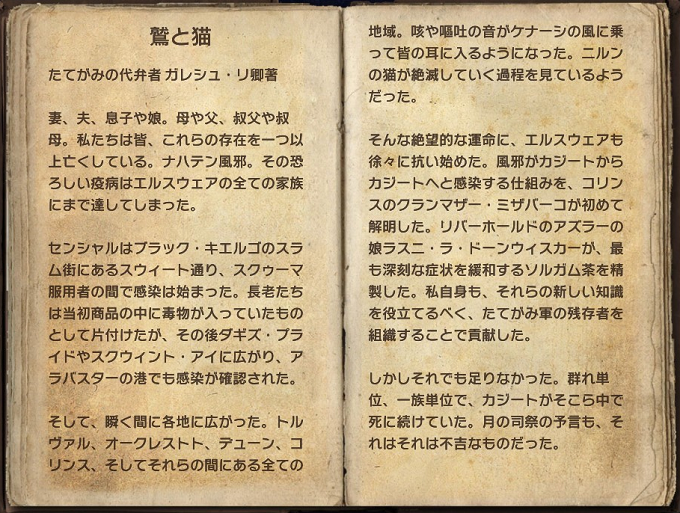 鷲と猫
たてがみの代弁者 ガレシュ・リ卿著
妻、夫、息子や娘。母や父、叔父や叔
母。私たちは皆、これらの存在を一つ以
上亡くしている。ナハテン風邪。その恐
ろしい疫病はエルスウェアの全ての家族
にまで達してしまった。
センシャルはブラック・キエルゴのスラ
ム街にあるスウィート通り、スクゥーマ
服用者の間で感染は始まった。長老たち
は当初商品の中に毒物が入っていたもの
として片付けたが、その後ダギズ・プラ
イドやスクウィント・アイに広がり、ア
ラバスターの港でも感染が確認された。
そして、瞬く間に各地に広がった。トル
ヴァル、オークレストト、デューン、コ
リンス、そしてそれらの間にある全ての
地域。咳や嘔吐の音がケナーシの風に乗
って皆の耳に入るようになった。ニルン
の猫が絶滅していく過程を見ているよう
だった。
そんな絶望的な運命に、エルスウェアも
徐々に抗い始めた。風邪がカジートから
カジートへと感染する仕組みを、コリン
スのクランマザー・ミザバーコが初めて
解明した。リバーホールドのアズラーの
娘ラスニ・ラ・ドーンウィスカーが、最
も深刻な症状を緩和するソルガム茶を精
製した。私自身も、それらの新しい知識
を役立てるべく、たてがみ軍の残存者を
組織することで貢献した。
しかしそれでも足りなかった。群れ単
位、一族単位で、カジートがそこら中で
死に続けていた。月の司祭の予言も、そ
れはそれは不吉なものだった。